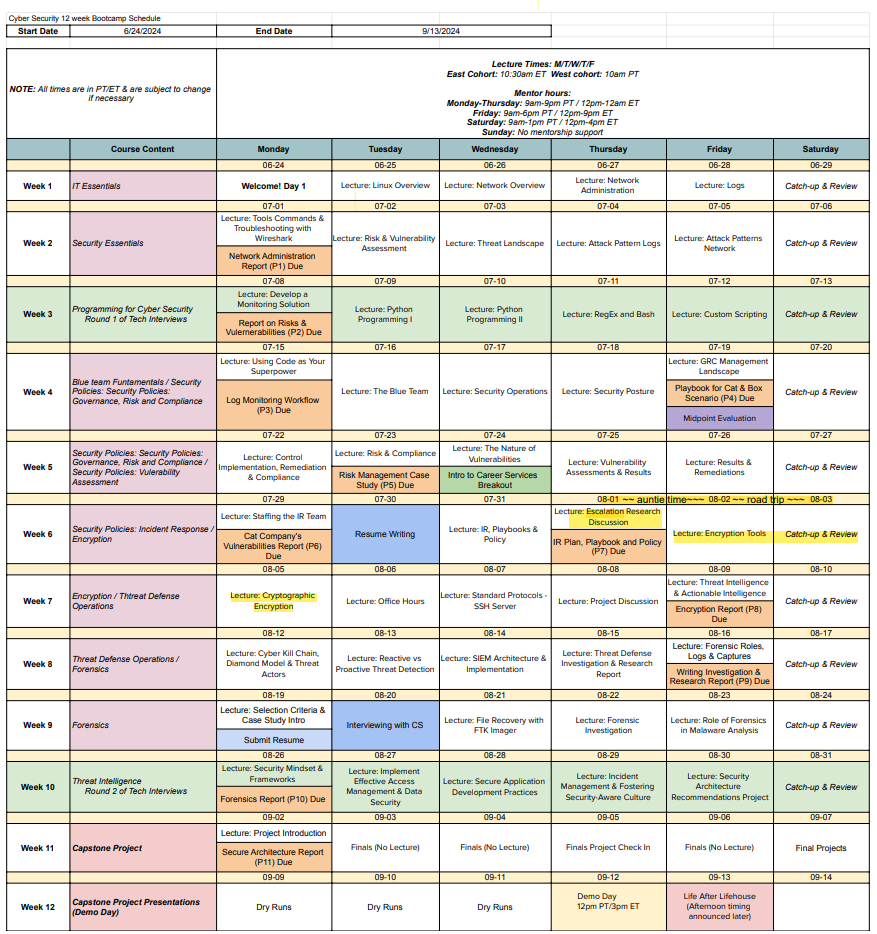 Cyber Security 12 week Bootcamp Schedule
Start Date 6/24/2024 End Date 9/13/2024
NOTE: All times are in PT/ET & are subject to change
if necessary
Lecture Times: M/T/W/T/F
East Cohort: 10:30am ET West cohort: 10am PT
Mentor hours:
Monday-Thursday: 9am-9pm PT / 12pm-12am ET
Friday: 9am-6pm PT / 12pm-9pm ET
Saturday: 9am-1pm PT / 12pm-4pm ET
Sunday: No mentorship support
Course Content Monday Tuesday Wednesday Thursday Friday Saturday
06-24 06-25 06-26 06-27 06-28 06-29
Week 1
IT Essentials
Welcome! Day 1
Lecture: Linux Overview
Lecture: Network Overview
Lecture: Network
Administration
Lecture: Logs
Catch-up & Review
07-01 07-02 07-03 07-04 07-05 07-06
Week 2
Security Essentials
Lecture: Tools Commands &
Troubleshooting with
Wireshark
Network Administration
Report (P1) Due
Lecture: Risk & Vulnerability
Assessment
Lecture: Threat Landscape
Lecture: Attack Pattern Logs
Lecture: Attack Patterns
Network
Catch-up & Review
07-08 07-09 07-10 07-11 07-12 07-13
Week 3
Programming for Cyber Security
Round 1 of Tech Interviews
Lecture: Develop a
Monitoring Solution
Report on Risks &
Vulemerabilities (P2) Due
Lecture: Python
Programming I
Lecture: Python
Programming II
Lecture: RegEx and Bash
Lecture: Custom Scripting
Catch-up & Review
07-15 07-16 07-17 07-18 07-19 07-20
Week 4
Blue team Funtamentals / Security
Policies: Security Policies:
Governance, Risk and Compliance
Lecture: Using Code as Your
Superpower
Log Monitoring Workflow
(P3) Due
Lecture: The Blue Team
Lecture: Security Operations
Lecture: Security Posture
Lecture: GRC Management
Landscape
Playbook for Cat & Box
Scenario (P4) Due
Midpoint Evaluation
Catch-up & Review
07-22 07-23 07-24 07-25 07-26 07-27
Week 5
Security Policies: Security Policies:
Governance, Risk and Compliance /
Security Policies: Vulerability
Assessment
Lecture: Control
Implementation, Remediation
& Compliance
Lecture: Risk & Compliance
Risk Management Case
Study (P5) Due
Lecture: The Nature of
Vulnerabilities
Intro to Career Services
Breakout
Lecture: Vulnerability
Assessments & Results
Lecture: Results &
Remediations
Catch-up & Review
07-29 07-30 07-31 08-01 ~~ auntie time~~~ 08-02 ~~ road trip ~~~ 08-03
Week 6
Security Policies: Incident Response /
Encryption
Lecture: Staffing the IR Team
Cat Company's
Vulnerabilities Report (P6)
Due
Resume Writing
Lecture: IR, Playbooks &
Policy
Lecture: Escalation Research
Discussion
IR Plan, Playbook and Policy
(P7) Due
Lecture: Encryption Tools
Catch-up & Review
08-05 08-06 08-07 08-08 08-09 08-10
Week 7
Encryption / Thtreat Defense
Operations
Lecture: Cryptographic
Encryption
Lecture: Office Hours
Lecture: Standard Protocols -
SSH Server
Lecture: Project Discussion
Lecture: Threat Intelligence
& Actionable Intelligence
Encryption Report (P8)
Due
Catch-up & Review
08-12 08-13 08-14 08-15 08-16 08-17
Week 8
Threat Defense Operations /
Forensics
Lecture: Cyber Kill Chain,
Diamond Model & Threat
Actors
Lecture: Reactive vs
Proactive Threat Detection
Lecture: SIEM Architecture &
Implementation
Lecture: Threat Defense
Investigation & Research
Report
Lecture: Forensic Roles,
Logs & Captures
Writing Investigation &
Research Report (P9) Due
Catch-up & Review
08-19 08-20 08-21 08-22 08-23 08-24
Week 9
Forensics
Lecture: Selection Criteria &
Case Study Intro
Submit Resume
Interviewing with CS
Lecture: File Recovery with
FTK Imager
Lecture: Forensic
Investigation
Lecture: Role of Forensics
in Malaware Analysis
Catch-up & Review
08-26 08-27 08-28 08-29 08-30 08-31
Week 10
Threat Intelligence
Round 2 of Tech Interviews
Lecture: Security Mindset &
Frameworks
Forensics Report (P10) Due
Lecture: Implement
Effective Access
Management & Data
Security
Lecture: Secure Application
Development Practices
Lecture: Incident
Management & Fostering
Security-Aware Culture
Lecture: Security
Architecture
Recommendations Project
Catch-up & Review
09-02 09-03 09-04 09-05 09-06 09-07
Week 11
Capstone Project
Lecture: Project Introduction
Secure Architecture Report
(P11) Due
Finals (No Lecture)
Finals (No Lecture)
Finals Project Check In
Finals (No Lecture)
Final Projects
09-09 09-10 09-11 09-12 09-13 09-14
Week 12
Capstone Project Presentations
(Demo Day)
Dry Runs
Dry Runs
Dry Runs
Demo Day
12pm PT/3pm ET
Life After Lifehouse
(Afternoon timing
announced later)